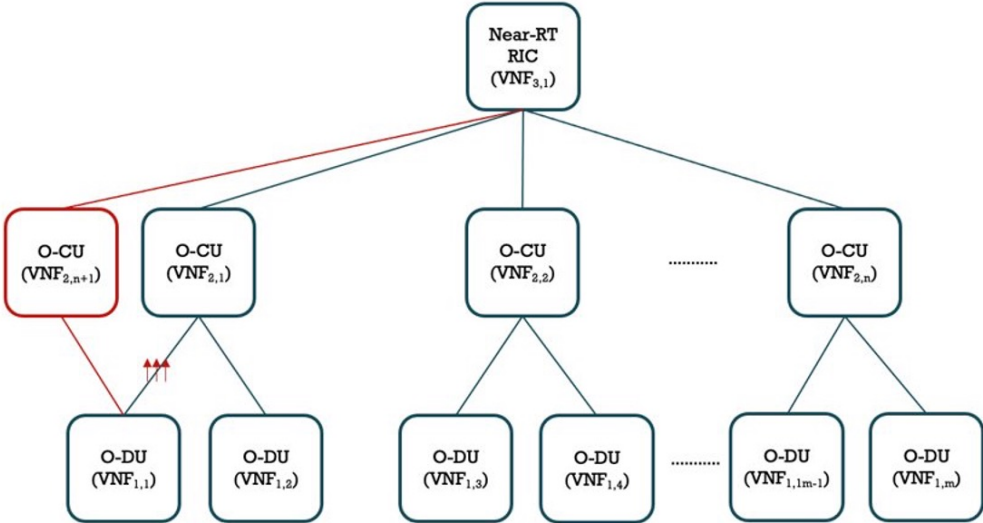 Near-RT
RIC
(VNF3,1)
O-CU
(VNF2,n+1)
O-CU
(VNF2,1)
O-CU
(VNF2,2)
...........
O-CU
(VNF2,n)
O-DU
(VNF1,1)
O-DU
(VNF1,2)
O-DU
(VNF1,3)
O-DU
(VNF1,4)
...........
O-DU
(VNF1,1m-1)
O-DU
(VNF1,m)